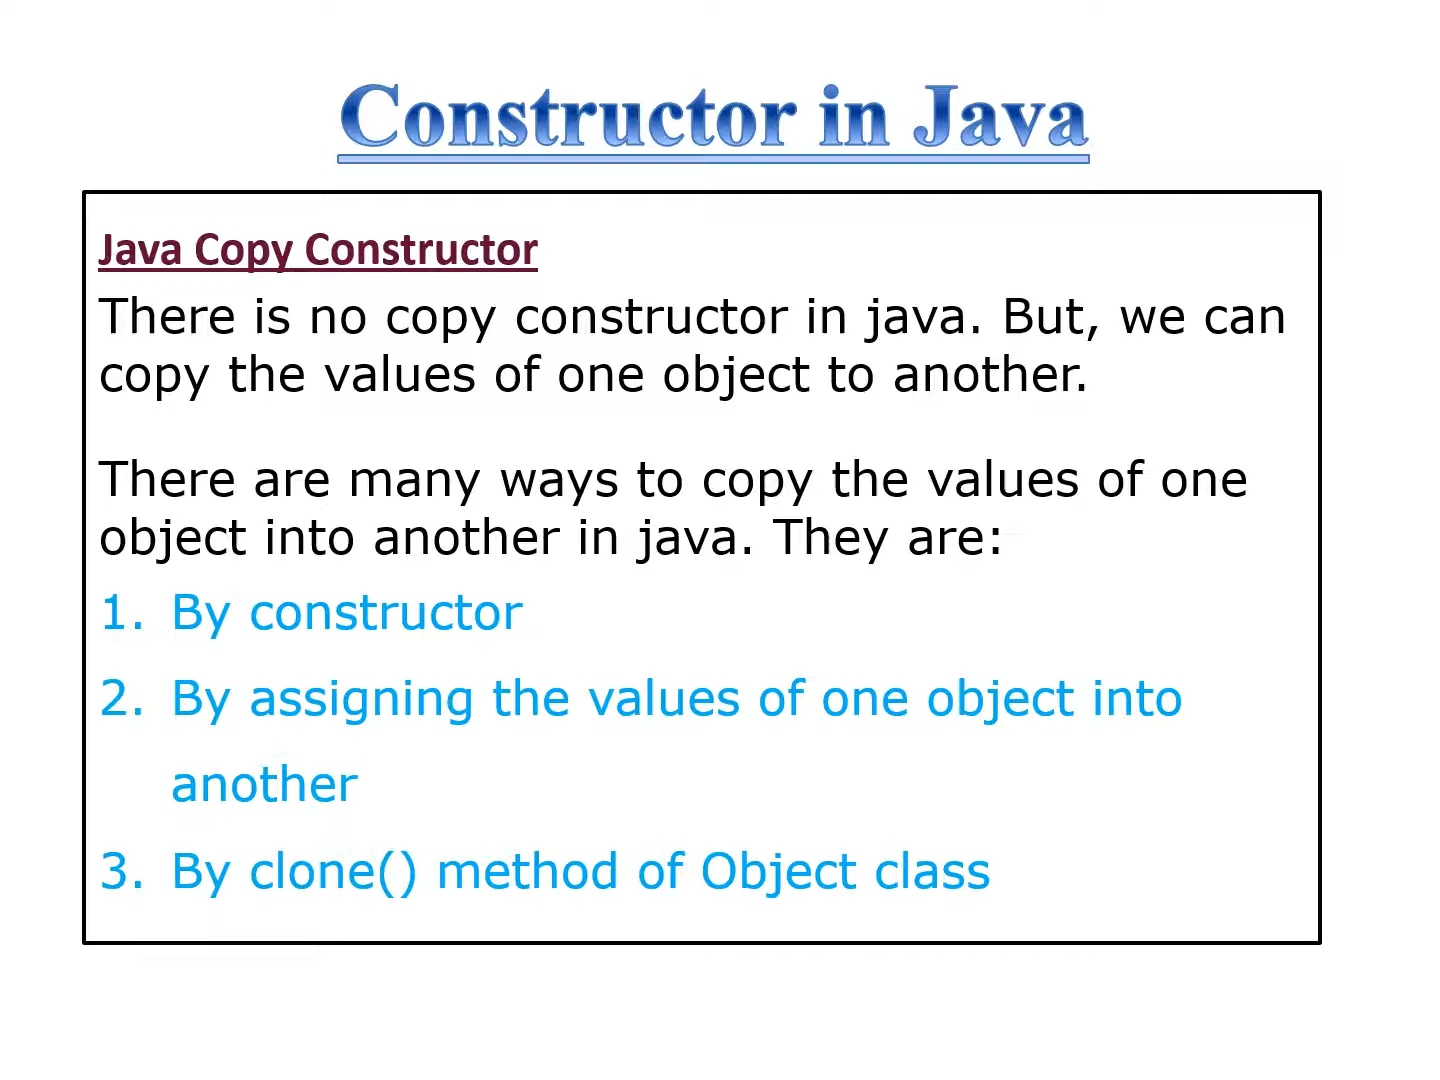 Constructor in Java
Java Copy Constructor
There is no copy constructor in java. But, we can
copy the values of one object to another.
There are many ways to copy the values of one
object into another in java. They are:
1. By constructor
2. By assigning the values of one object into
another
3. By clone() method of Object class